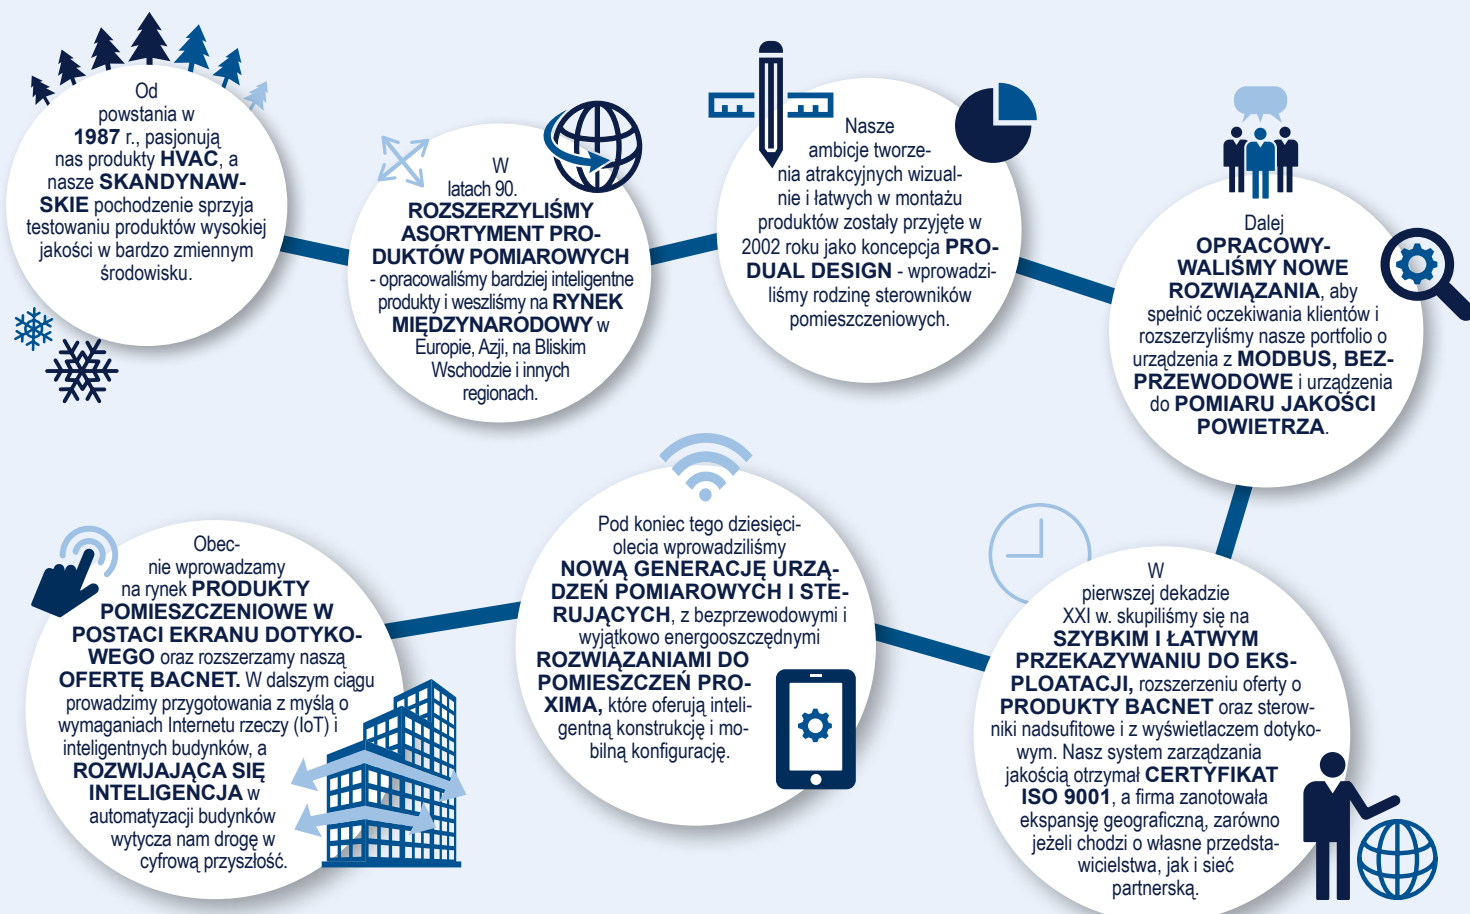 Od
powstania w
1987 r., pasjonują
nas produkty HVAC, a
nasze SKANDYNAW-
SKIE pochodzenie sprzyja
testowaniu produktów wysokiej
jakości w bardzo zmiennym
środowisku.
W
latach 90.
ROZSZERZYLIŚMY
ASORTYMENT PRO-
DUKTÓW POMIAROWYCH
- opracowaliśmy bardziej inteligentne
produkty i weszliśmy na RYNEK
MIĘDZYNARODOWY w
Europie, Azji, na Bliskim
Wschodzie i innych
regionach.
Nasze
ambicje tworze-
nia atrakcyjnych wizual-
nie i łatwych w montażu
produktów zostały przyjęte w
2002 roku jako koncepcja PRO-
DUAL DESIGN - wprowadzi-
liśmy rodzinę sterowników
pomieszczeniowych.
Dalej
OPRACOWY-
WALIŚMY NOWE
ROZWIĄZANIA, aby
spełnić oczekiwania klientów i
rozszerzyliśmy nasze portfolio o
urządzenia z MODBUS, BEZ-
PRZEWODOWE i urządzenia
do POMIARU JAKOŚCI
POWIETRZA.
W
pierwszej dekadzie
XXI w. skupiliśmy się na
SZYBKIM I ŁATWYM
PRZEKAZYWANIU DO EKS-
PLOATACJI, rozszerzeniu oferty o
PRODUKTY BACNET oraz sterow-
niki nadsufitowe i z wyświetlaczem dotyko-
wym. Nasz system zarządzania
jakością otrzymał CERTYFIKAT
ISO 9001, a firma zanotowała
ekspansję geograficzną, zarówno
jeżeli chodzi o własne przedsta-
wicielstwa, jak i sieć
partnerską.
Pod koniec tego dziesięci-
olecia wprowadziliśmy
NOWĄ GENERACJĘ URZĄ-
DZEŃ POMIAROWYCH I STE-
RUJĄCYCH, z bezprzewodowymi i
wyjątkowo energooszczędnymi
ROZWIĄZANIAMI DO
POMIESZCZEŃ PRO-
XIMA, które oferują inteli-
gentną konstrukcję i mo-
bilną konfigurację.
Obec-
nie wprowadzamy
na rynek PRODUKTY
POMIESZCZENIOWE W
POSTACI EKRANU DOTYKO-
WEGO oraz rozszerzamy naszą
OFERTĘ BACNET. W dalszym ciągu
prowadzimy przygotowania z myślą o
wymaganiach Internetu rzeczy (IoT) i
inteligentnych budynków, a
ROZWIJAJĄCA SIĘ
INTELIGENCJA w
automatyzacji budynków
wytycza nam drogę w
cyfrową przyszłość.